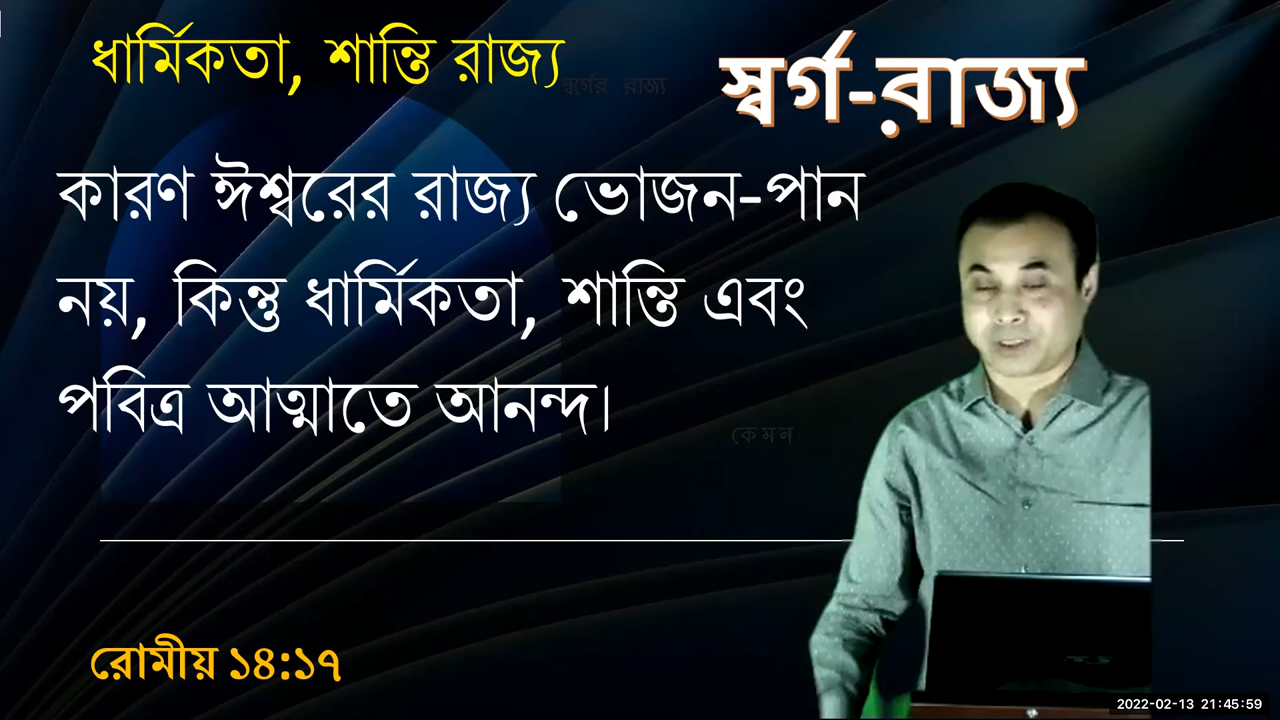 ধার্মিকতা, শান্তি রাজ্য
স্বর্গের রাজ্য
স্বর্গ-রাজ্য
কারণ ঈশ্বরের রাজ্য ভোজন-পান
নয়, কিন্তু ধার্মিকতা, শান্তি এবং
পবিত্র আত্মাতে আনন্দ।
কেমন
রোমীয় ১৪:১৭
2022-02-13 21:45:59